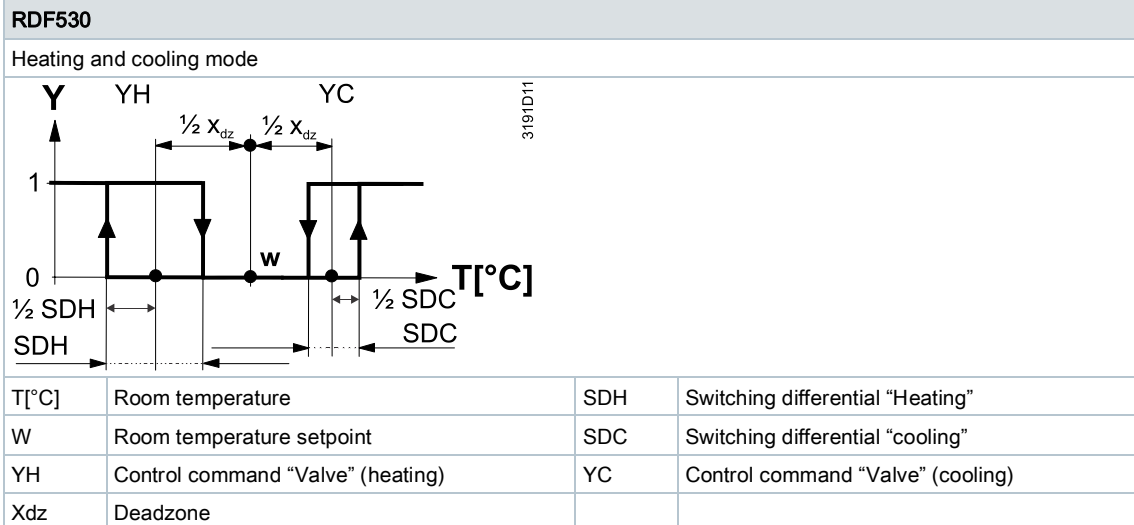 RDF530
Heating and cooling mode
Y YH YC
3191D11
½ Xdz ½ Xdz
1
W
0
T[°C]
½ SDH ½ SDC
SDH SDC
T[°C] Room temperature SDH Switching differential “Heating”
W Room temperature setpoint SDC Switching differential “cooling”
YH Control command “Valve” (heating) YC Control command “Valve” (cooling)
Xdz Deadzone